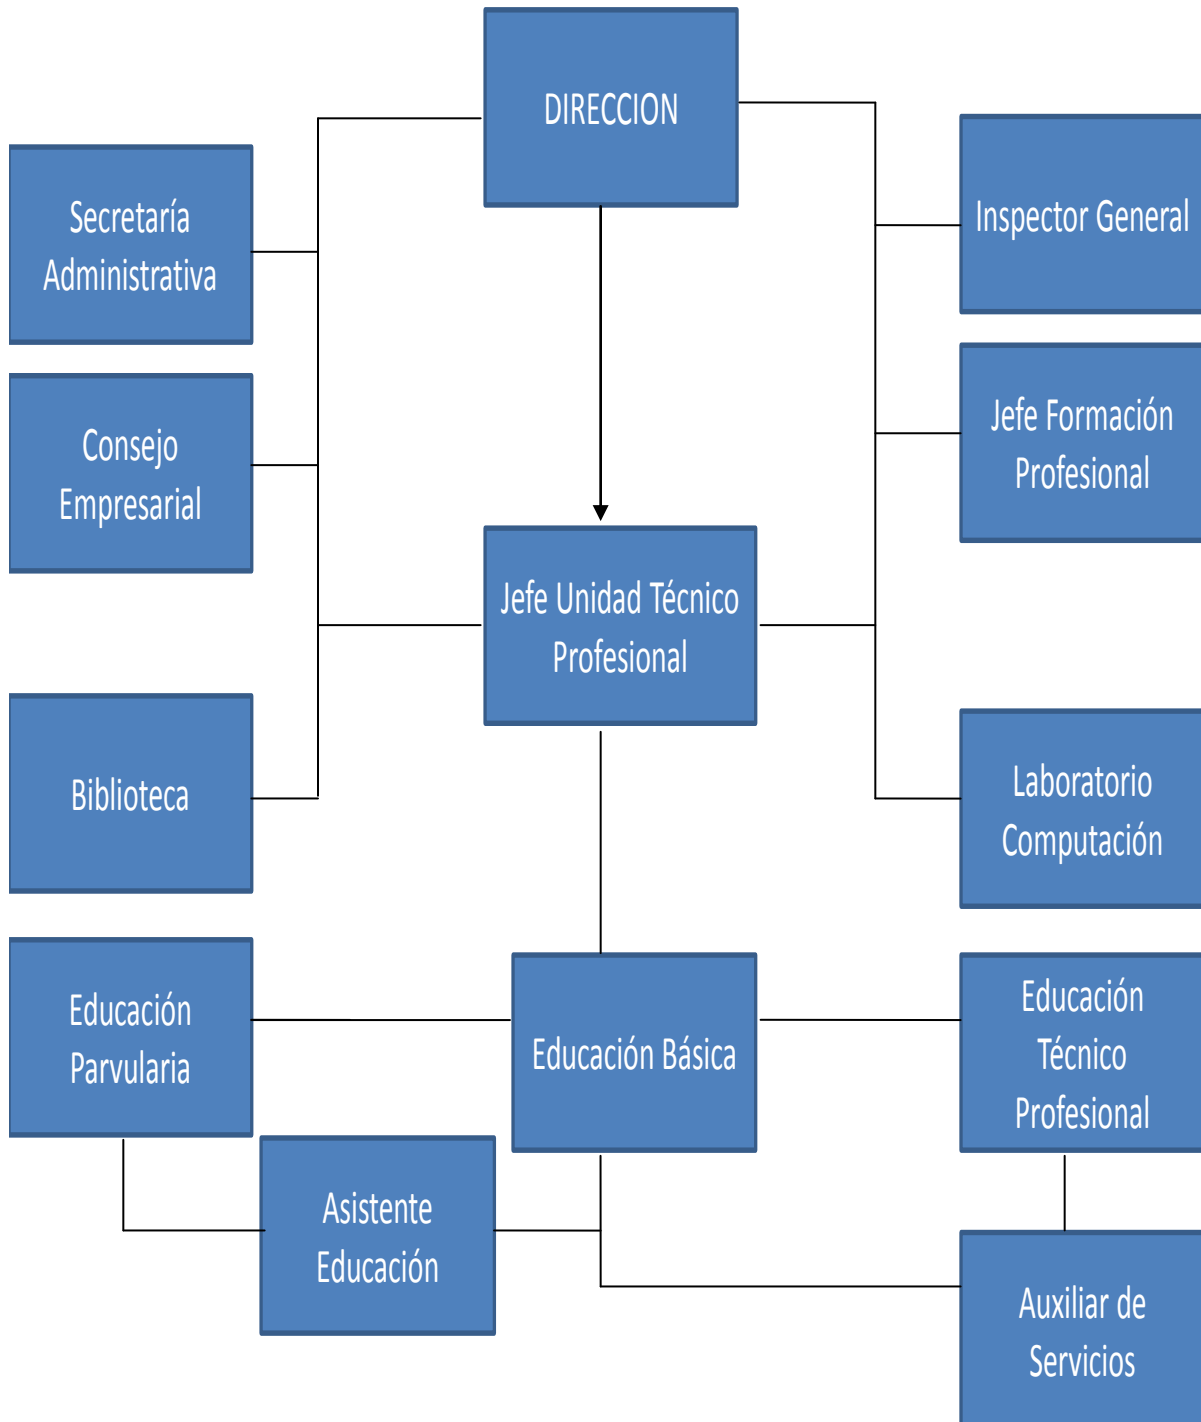 DIRECCION
Secretaría
Administrativa
Inspector General
Consejo
Empresarial
Jefe Formación
Profesional
Jefe Unidad Técnico
Profesional
Biblioteca
Laboratorio
Computación
Educación
Parvularia
Educación Básica
Educación
Técnico
Profesional
Asistente
Educación
Auxiliar de
Servicios